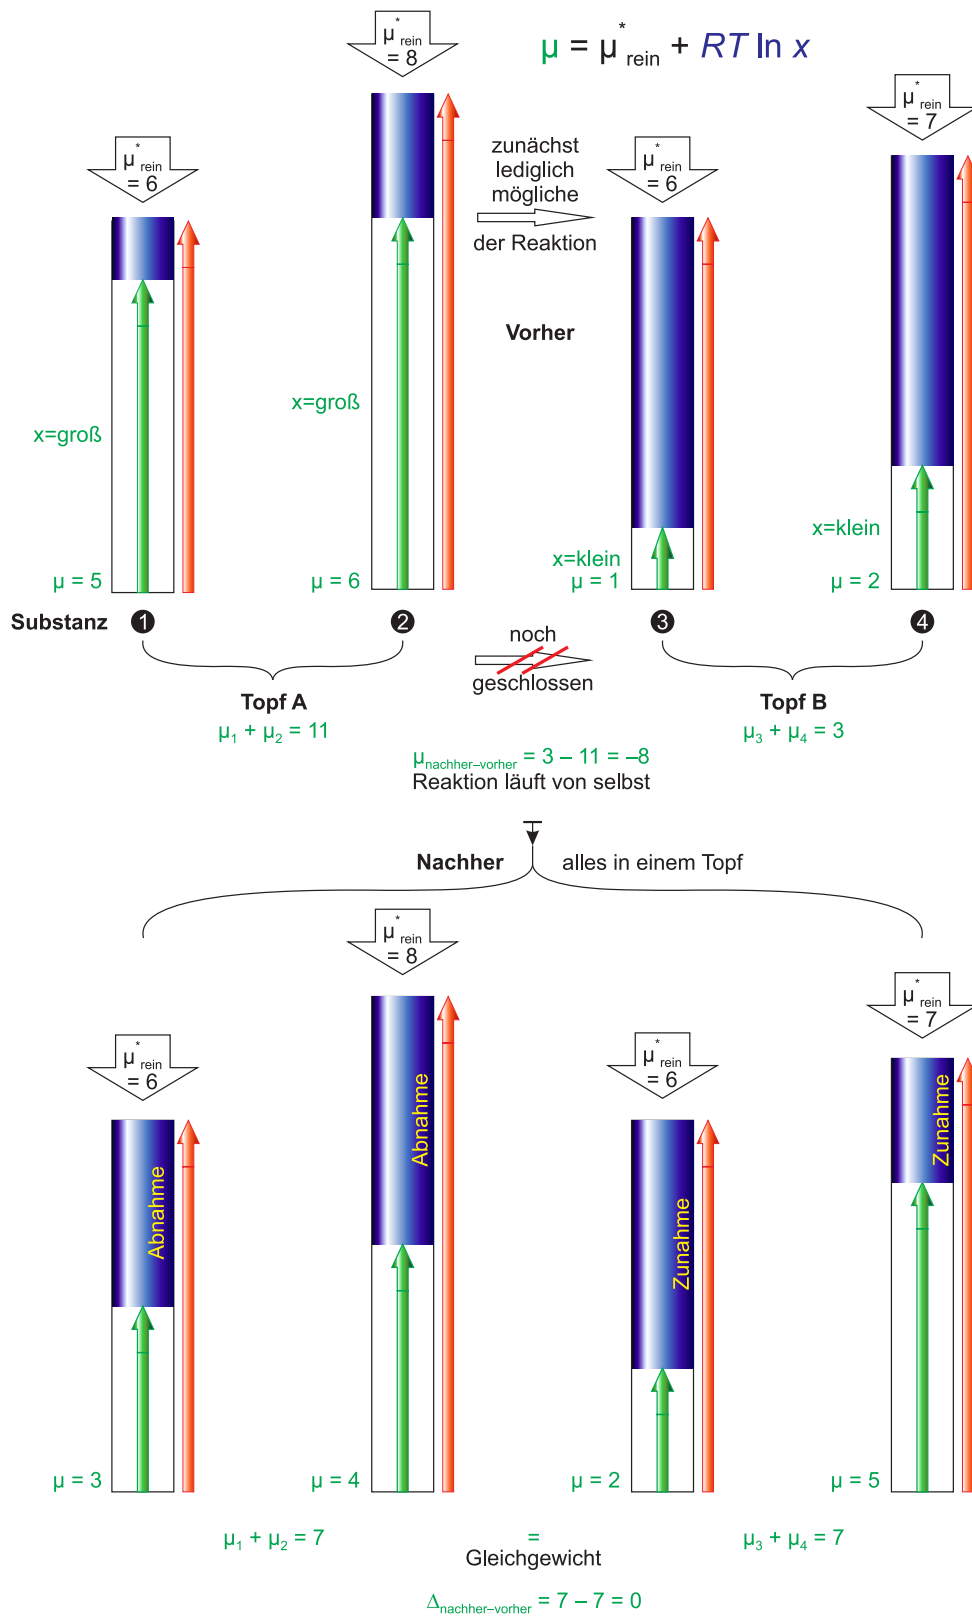 μ*rein
= 8
μ = μ*rein + RT ln x
μ*rein
= 7
μ*rein
= 6
zunächst
lediglich
mögliche
der Reaktion
μ*rein
= 6
Vorher
x=groß
x=groß
x=klein
x=klein
μ = 5
μ = 6
μ = 1
μ = 2
Substanz 1 2 3 4
noch
geschlossen
Topf A
Topf B
μ1 + μ2 = 11
μ3 + μ4 = 3
μnachher–vorher = 3 – 11 = –8
Reaktion läuft von selbst
Nachher alles in einem Topf
μ*rein
= 8
μ*rein
= 7
μ*rein
= 6
μ*rein
= 6
Abnahme
Abnahme
Zunahme
Zunahme
μ = 3
μ = 4
μ = 2
μ = 5
μ1 + μ2 = 7 = μ3 + μ4 = 7
Gleichgewicht
Δnachher–vorher = 7 – 7 = 0